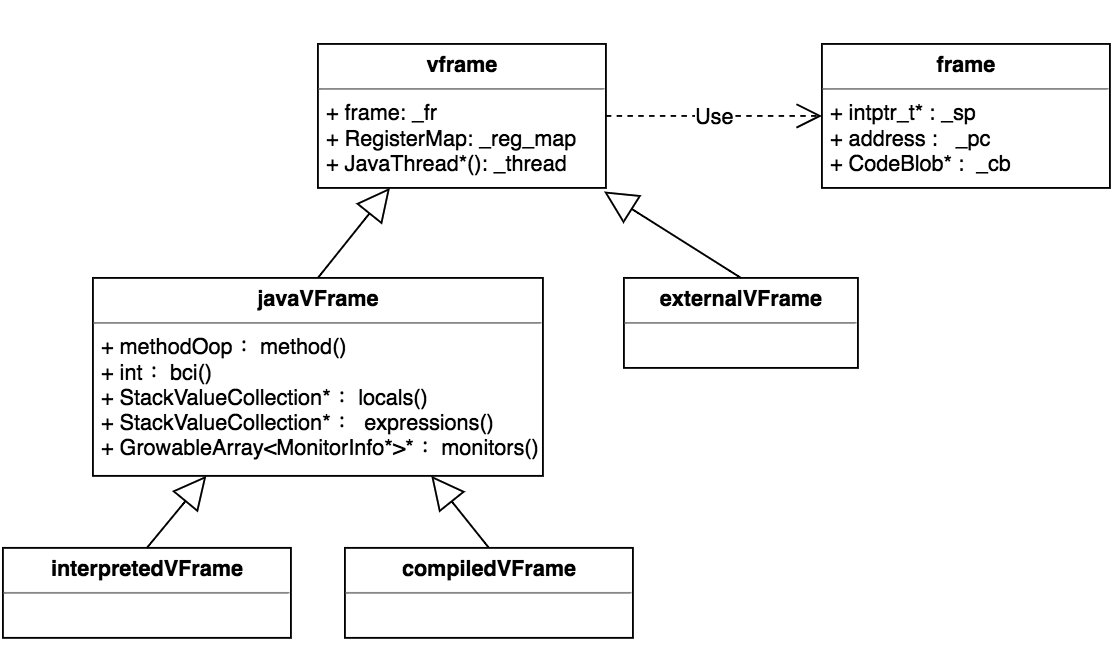 vframe
+ frame: _fr
+ RegisterMap: _reg_map
+ JavaThread*(): _thread
Use
frame
+ intptr_t* : _sp
+ address : _pc
+ CodeBlob* : _cb
javaVFrame
+ methodOop： method()
+ int： bci()
+ StackValueCollection*： locals()
+ StackValueCollection*： expressions()
+ GrowableArray<MonitorInfo*>*： monitors()
externalVFrame
interpretedVFrame
compiledVFrame